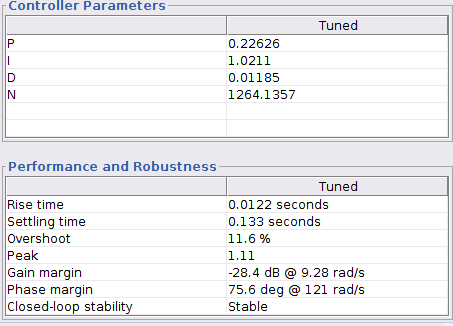 Controller Parameters
Tuned
P 0.22626
I 1.0211
D 0.01185
N 1264.1357
Performance and Robustness
Tuned
Rise time 0.0122 seconds
Settling time 0.133 seconds
Overshoot 11.6 %
Peak 1.11
Gain margin -28.4 dB @ 9.28 rad/s
Phase margin 75.6 deg @ 121 rad/s
Closed-loop stability Stable